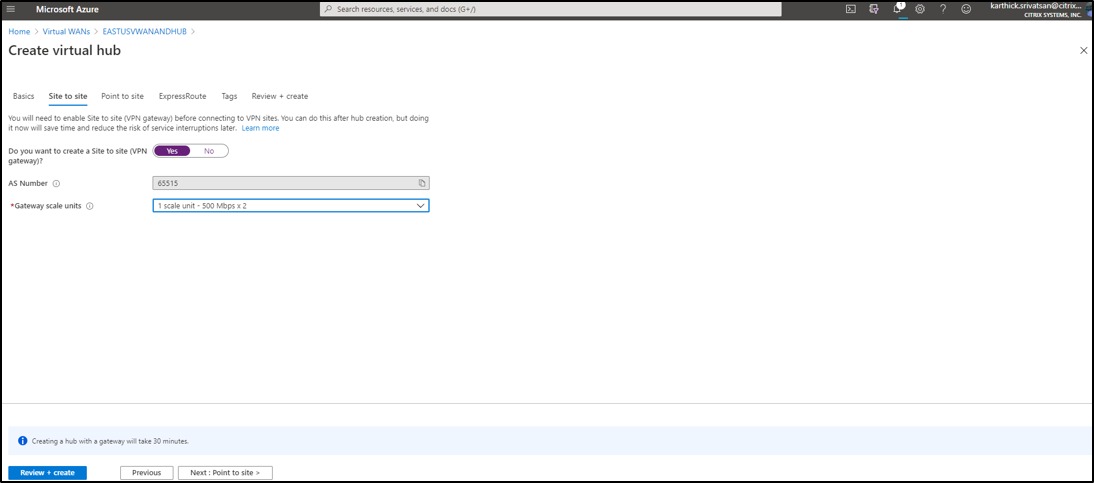 Microsoft Azure
Search resources, services, and docs (G+/)
1
karthick.srivatsan@citrix...
CITRIX SYSTEMS, INC.
Home > Virtual WANs > EASTUSVWANANDHUB >
Create virtual hub
Basics Site to site Point to site ExpressRoute Tags Review + create
You will need to enable Site to site (VPN gateway) before connecting to VPN sites. You can do this after hub creation, but doing
it now will save time and reduce the risk of service interruptions later. Learn more
Do you want to create a Site to site (VPN
gateway)?
Yes No
AS Number
65515
*Gateway scale units
1 scale unit - 500 Mbps x 2
Creating a hub with a gateway will take 30 minutes.
Review + create Previous Next : Point to site >